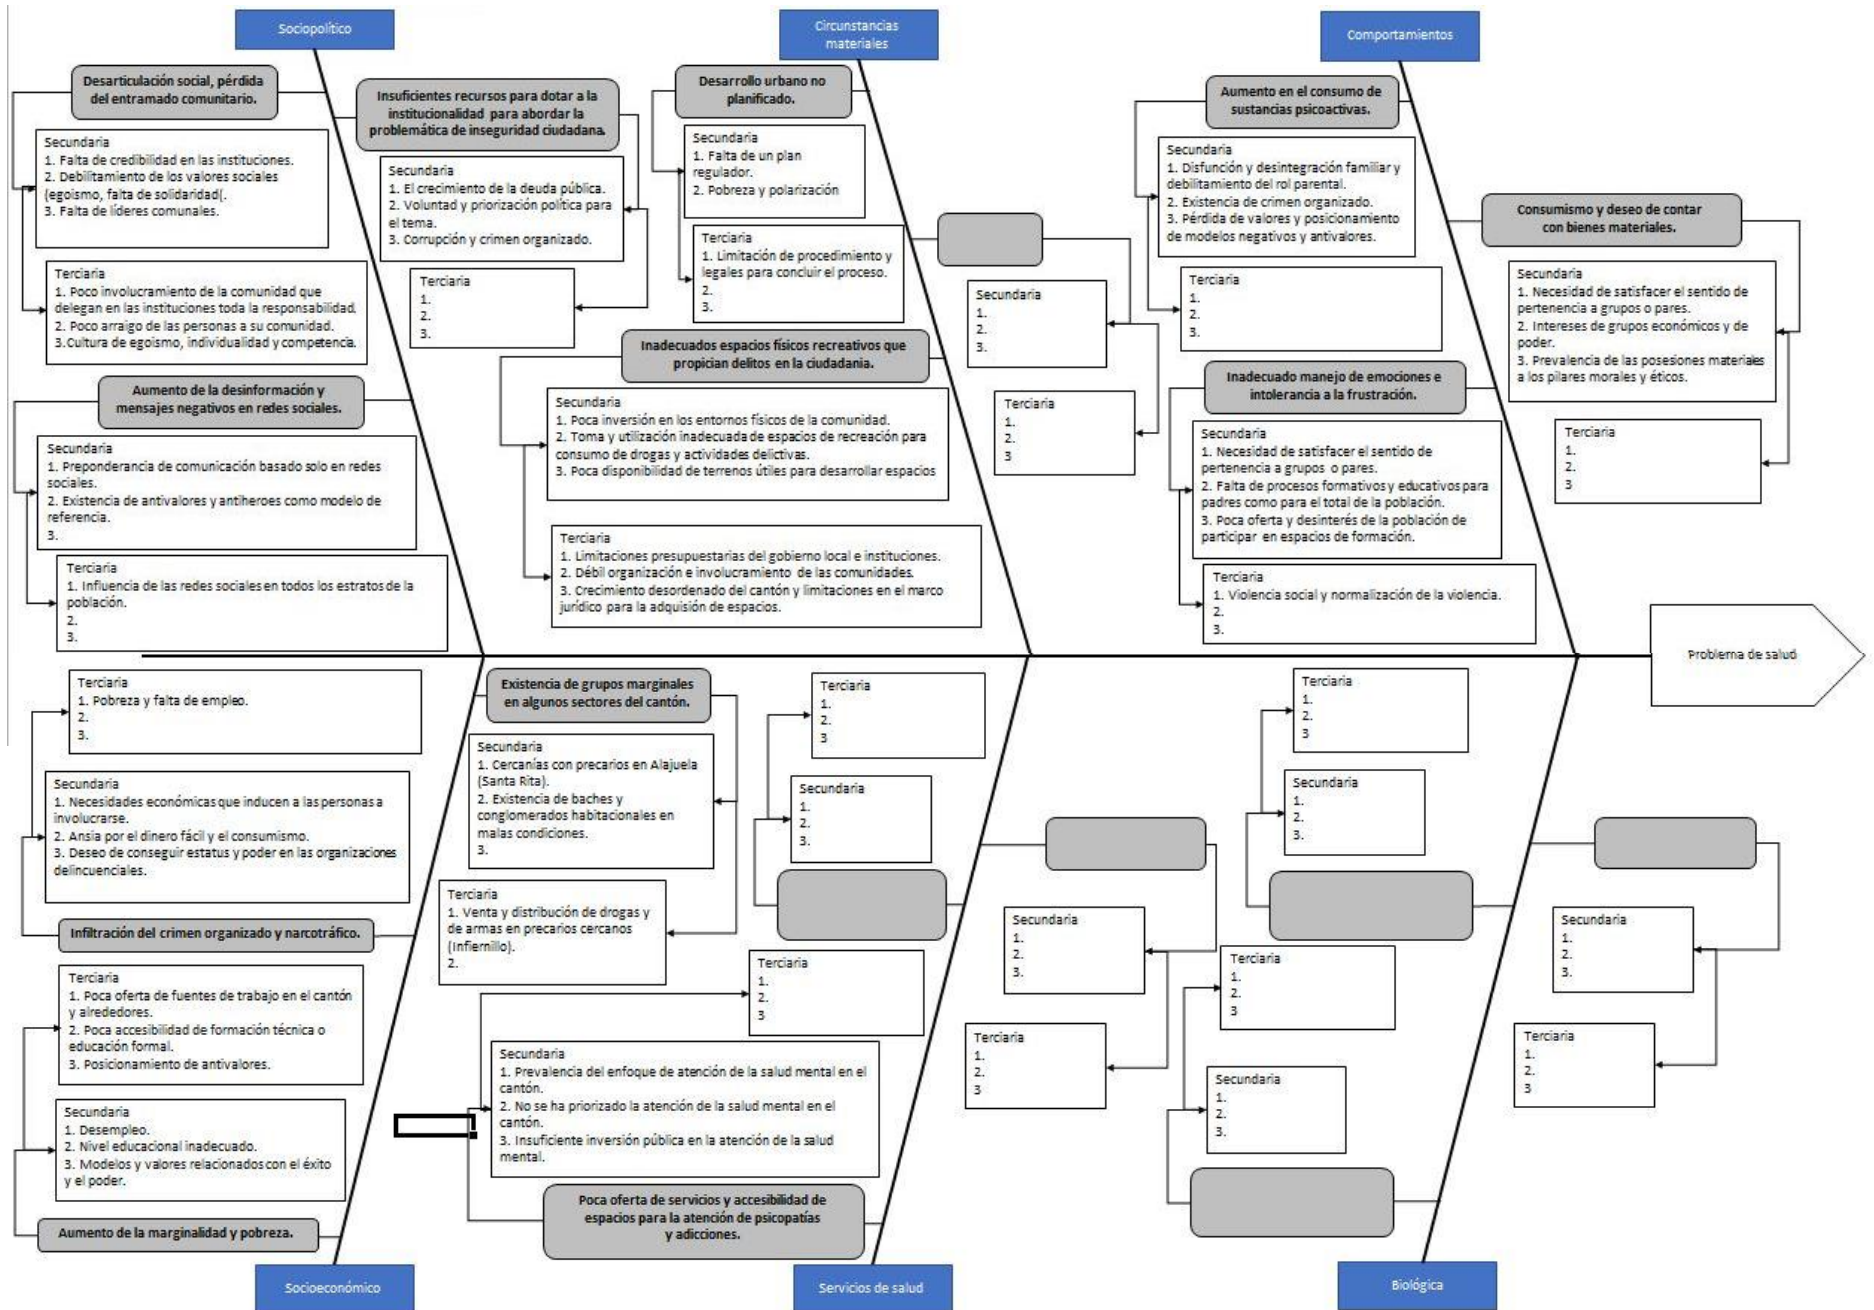 Sociopolítico
Desarticulación social, pérdida
del entramado comunitario.
Secundaria
1. Falta de credibilidad en las instituciones.
2. Debilitamiento de los valores sociales
(egoismo, falta de solidaridad(.
3. Falta de líderes comunales.
Terciaria
1. Poco involucramiento de la comunidad que
delegan en las instituciones toda la responsabilidad.
2. Poco arraigo de las personas a su comunidad.
3.Cultura de egoismo, individualidad y competencia.
Insuficientes recursos para dotar a la
institucionalidad para abordar la
problemática de inseguridad ciudadana.
Secundaria
1. El crecimiento de la deuda pública.
2. Voluntad y priorización política para
el tema.
3. Corrupción y crimen organizado.
Terciaria
1.
2.
3.
Aumento de la desinformación y
mensajes negativos en redes sociales.
Secundaria
1. Preponderancia de comunicación basado solo en redes
sociales.
2. Existencia de antivalores y antiheroes como modelo de
referencia.
3.
Terciaria
1. Influencia de las redes sociales en todos los estratos de la
población.
2.
3.
Circunstancias
materiales
Desarrollo urbano no
planificado.
Secundaria
1. Falta de un plan
regulador.
2. Pobreza y polarización
Terciaria
1. Limitación de procedimiento y
legales para concluir el proceso.
2.
3.
Secundaria
1.
2.
3.
Terciaria
1.
2.
3
Inadecuados espacios físicos recreativos que
propician delitos en la ciudadania.
Secundaria
1. Poca inversión en los entornos físicos de la comunidad.
2. Toma y utilización inadecuada de espacios de recreación para
consumo de drogas y actividades delictivas.
3. Poca disponibilidad de terrenos útiles para desarrollar espacios
Terciaria
1. Limitaciones presupuestarias del gobierno local e instituciones.
2. Débil organización e involucramiento de las comunidades.
3. Crecimiento desordenado del cantón y limitaciones en el marco
jurídico para la adquisión de espacios.
Comportamientos
Aumento en el consumo de
sustancias psicoactivas.
Secundaria
1. Disfunción y desintegración familiar y
debilitamiento del rol parental.
2. Existencia de crimen organizado.
3. Pérdida de valores y posicionamiento
de modelos negativos y antivalores.
Terciaria
1.
2.
3.
Consumismo y deseo de contar
con bienes materiales.
Secundaria
1. Necesidad de satisfacer el sentido de
pertenencia a grupos o pares.
2. Intereses de grupos económicos y de
poder.
3. Prevalencia de las posesiones materiales
a los pilares morales y éticos.
Terciaria
1.
2.
3
Inadecuado manejo de emociones e
intolerancia a la frustración.
Secundaria
1. Necesidad de satisfacer el sentido de
pertenencia a grupos o pares.
2. Falta de procesos formativos y educativos para
padres como para el total de la población.
3. Poca oferta y desinterés de la población de
participar en espacios de formación.
Terciaria
1. Violencia social y normalización de la violencia.
2.
3.
Problema de salud
Terciaria
1. Pobreza y falta de empleo.
2.
3.
Secundaria
1. Necesidades económicas que inducen a las personas a
involucrarse.
2. Ansia por el dinero fácil y el consumismo.
3. Deseo de conseguir estatus y poder en las organizaciones
delincuenciales.
Infiltración del crimen organizado y narcotráfico.
Terciaria
1. Poca oferta de fuentes de trabajo en el cantón
y alrededores.
2. Poca accesibilidad de formación técnica o
educación formal.
3. Posicionamiento de antivalores.
Secundaria
1. Desempleo.
2. Nivel educacional inadecuado.
3. Modelos y valores relacionados con el éxito
y el poder.
Aumento de la marginalidad y pobreza.
Socioeconómico
Existencia de grupos marginales
en algunos sectores del cantón.
Secundaria
1. Cercanías con precarios en Alajuela
(Santa Rita).
2. Existencia de baches y
conglomerados habitacionales en
malas condiciones.
3.
Terciaria
1. Venta y distribución de drogas y
de armas en precarios cercanos
(Infiernillo).
2.
Terciaria
1.
2.
3
Secundaria
1.
2.
3.
Terciaria
1.
2.
3
Secundaria
1. Prevalencia del enfoque de atención de la salud mental en el
cantón.
2. No se ha priorizado la atención de la salud mental en el
cantón.
3. Insuficiente inversión pública en la atención de la salud
mental.
Poca oferta de servicios y accesibilidad de
espacios para la atención de psicopatías
y adicciones.
Servicios de salud
Secundaria
1.
2.
3.
Terciaria
1.
2.
3
Terciaria
1.
2.
3
Secundaria
1.
2.
3.
Terciaria
1.
2.
3
Secundaria
1.
2.
3.
Biológica
Secundaria
1.
2.
3.
Terciaria
1.
2.
3